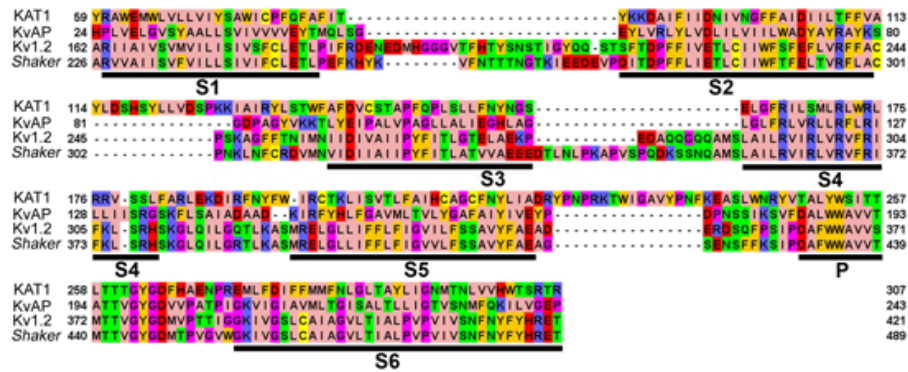 KAT1 59 YRAWEMWLVLLVIYSAWICPFQFAFIT-----------------------------YKKDAIFIIDNIVNGFFAIDIILTFFVA 113
KvAP 24 HPLVELGVSYAALLSVIVVVVEYTMQLSG---------------------------EYLVRLYLVDLILVIILWADYAYRAYKS 80
Kv1.2 162 ARIIAIVSVMVILISIVSFCLETLPIFRDENEDMHGGGVTFHTYSNSTIGYQQ-STSFTDPFFIVETLCIIWFSFEFLVRFFAC 244
Shaker 226 ARVVAIISVFVILLSIVIFCLETLPEFKHYK--------VFNTTTNGTKIEEDEVPDITDPFFLIETLCIIWFTFELTVRFLAC 301
S1 S2
KAT1 114 YLDSHSYLLVDSPKKIAIRYLSTWFAFDVCSTAPFQPLSLLFNYNGS----------------------ELGFRILSMLRLWRL 175
KvAP 81 ---------------GDPAGYVKKTLYEIPALVPAGLLALIEGHLAG----------------------LGLFRLVRLLRFLRI 127
Kv1.2 245 -------------PSKAGFFTNIMNIIDIVAIIPYFITLGTELAEKP-----------EDAQQGQQAMSLAILRVIRLVRVFRI 304
Shaker 302 -------------PNKLNFCRDVMNVIDIIAIIPYFITLATVVAEEEDTLNLPKAPVSPQDKSSNQAMSLAILRVIRLVRVFRI 372
S3 S4
KAT1 176 RRV-SSLFARLEKDIRFNYFW-IRCTKLISVTLFAIHCAGCFNYLIADRYPNPRKTWIGAVYPNFKEASLWNRYVTALYWSITT 257
KvAP 128 LLIISRGSKFLSAIADAAD--KIRFYHLFGAVMLTVLYGAFAIYIVEYP----------------DPNSSIKSVFDALWWAVVT 193
Kv1.2 305 FKL-SRHSKGLQILGQTLKASMRELGLLIFFLFIGVILFSSAVYFAEAD----------------ERDSQFPSIPDAFWWAVVS 371
Shaker 373 FKL-SRHSKGLQILGRTLKASMRELGLLIFFLFIGVVLFSSAVYFAEAG----------------SENSFFKSIPDAFWWAVVT 439
S4 S5 P
KAT1 258 LTTTGYGDFHAENPREMLFDIFFMMFNLGLTAYLIGNMTNLVVHWTSRTR 307
KvAP 194 ATTVGYGDVVPATPIGKVIGIAVMLTGISALTLLIGTVSNMFQKILVGEP 243
Kv1.2 372 MTTVGYGDMVPTTIGGKIVGSLCAIAGVLTIALPVPVIVSNFNYFYHRET 421
Shaker 440 MTTVGYGDMTPVGVWGKIVGSLCAIAGVLTIALPVPVIVSNFNYFYHRET 489
S6